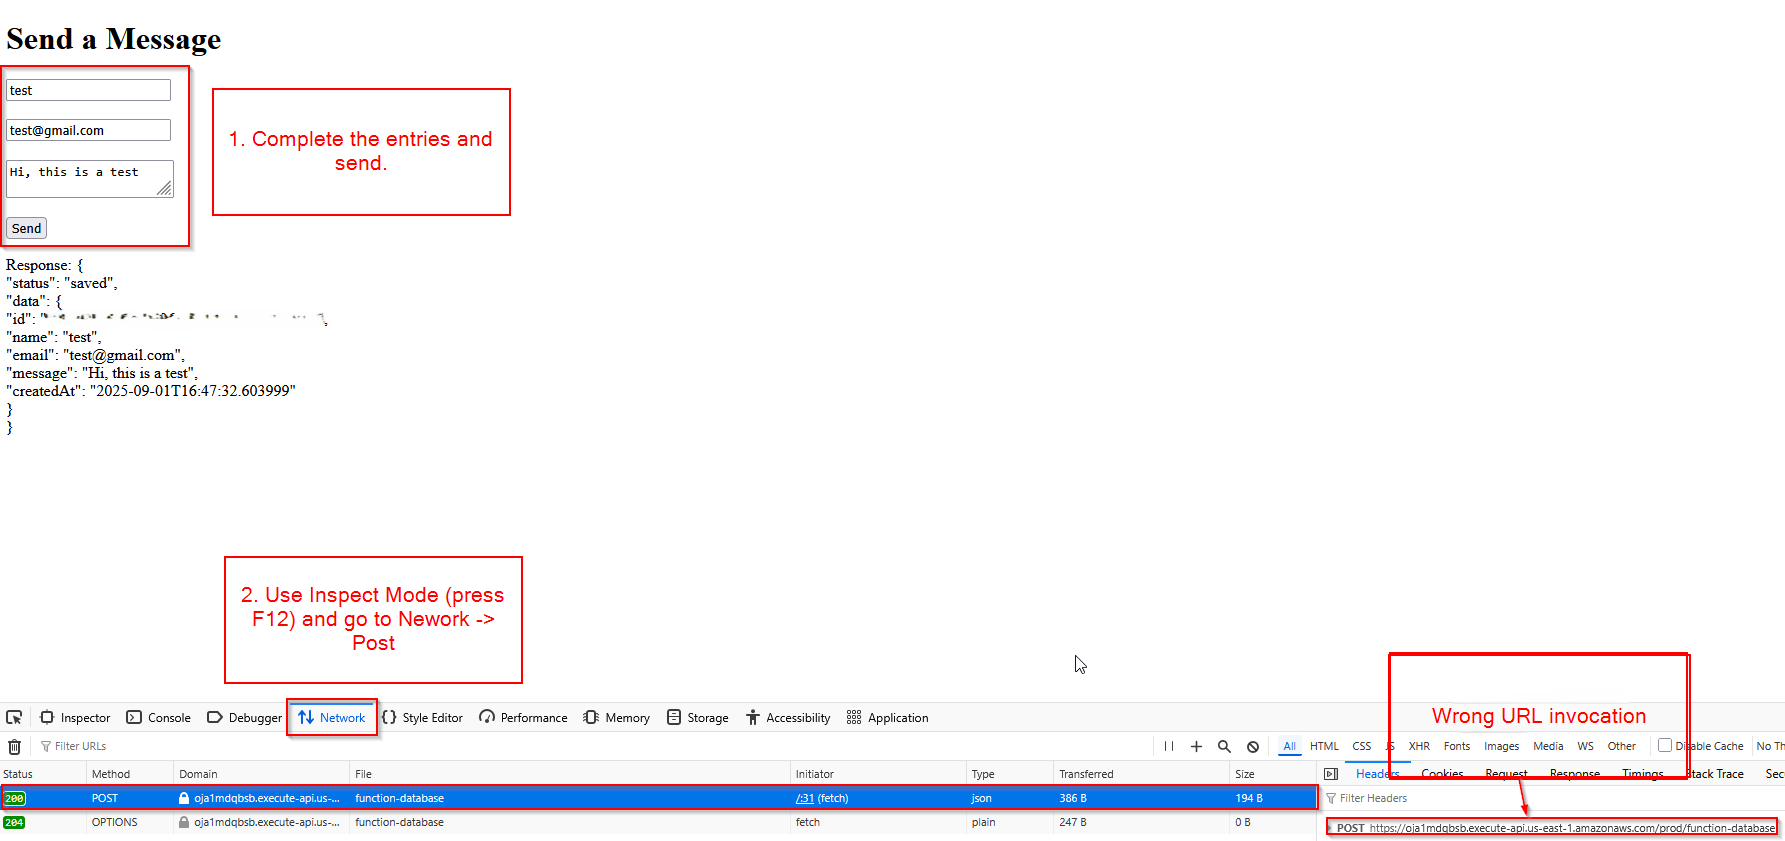 Send a Message
test
test@gmail.com
Hi, this is a test
Send
1. Complete the entries and
send.
Response: {
"status": "saved",
"data": {
"id": "
"name": "test",
"email": "test@gmail.com",
"message": "Hi, this is a test",
"createdAt": "2025-09-01T16:47:32.603999"
}
}
2. Use Inspect Mode (press
F12) and go to Nework ->
Post
Wrong URL invocation
Inspector Console Debugger Network Style Editor Performance Memory Storage Accessibility Application
Filter URLs All HTML CSS JS XHR Fonts Images Media WS Other Disable Cache No Th
Status Method Domain File Initiator Type Transferred Size Headers Cookies Request Response Timings Stack Trace Sec
200 POST oja1mdqbsb.execute-api.us-... function-database /:31 (fetch) json 386 B 194 B Filter Headers
204 OPTIONS oja1mdqbsb.execute-api.us-... function-database fetch plain 247 B 0 B
POST https://oja1mdqbsb.execute-api.us-east-1.amazonaws.com/prod/function-database